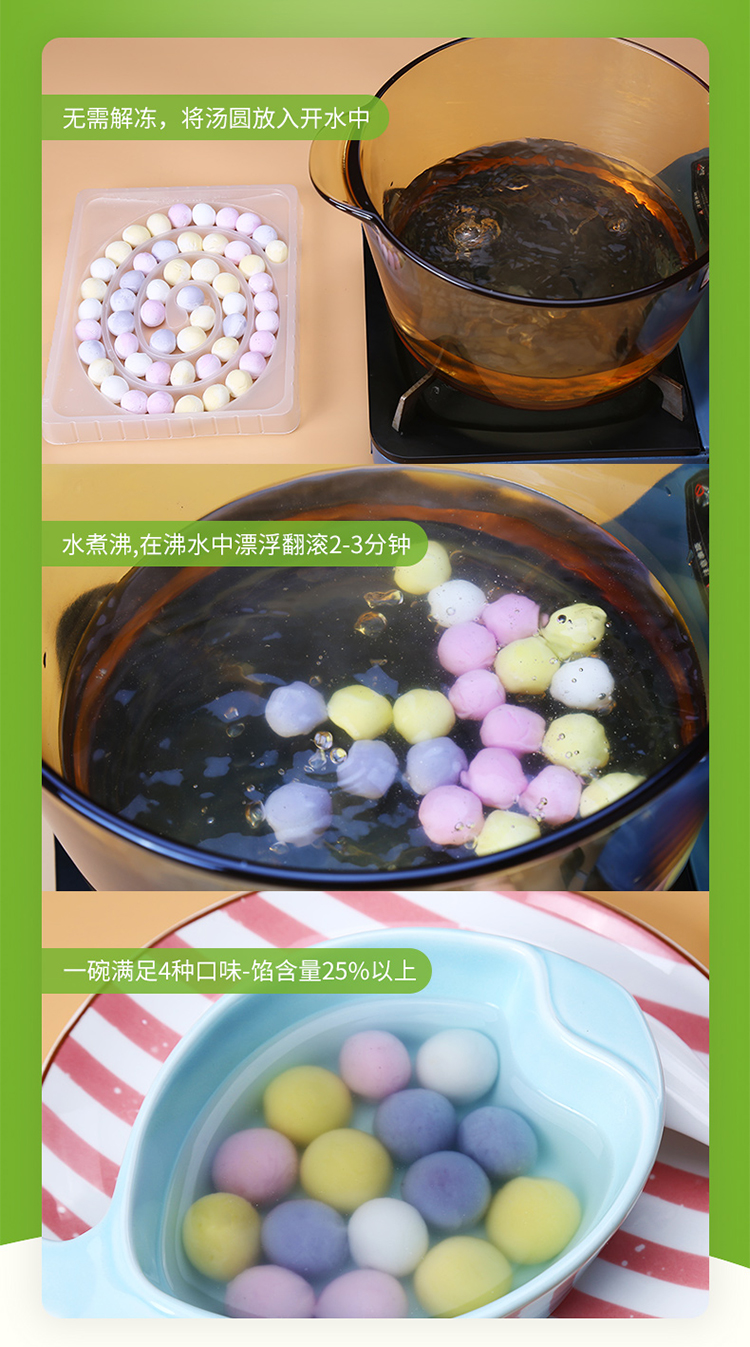 无需解冻，将汤圆放入开水中
水煮沸,在沸水中漂浮翻滚2-3分钟
一碗满足4种口味-馅含量25%以上